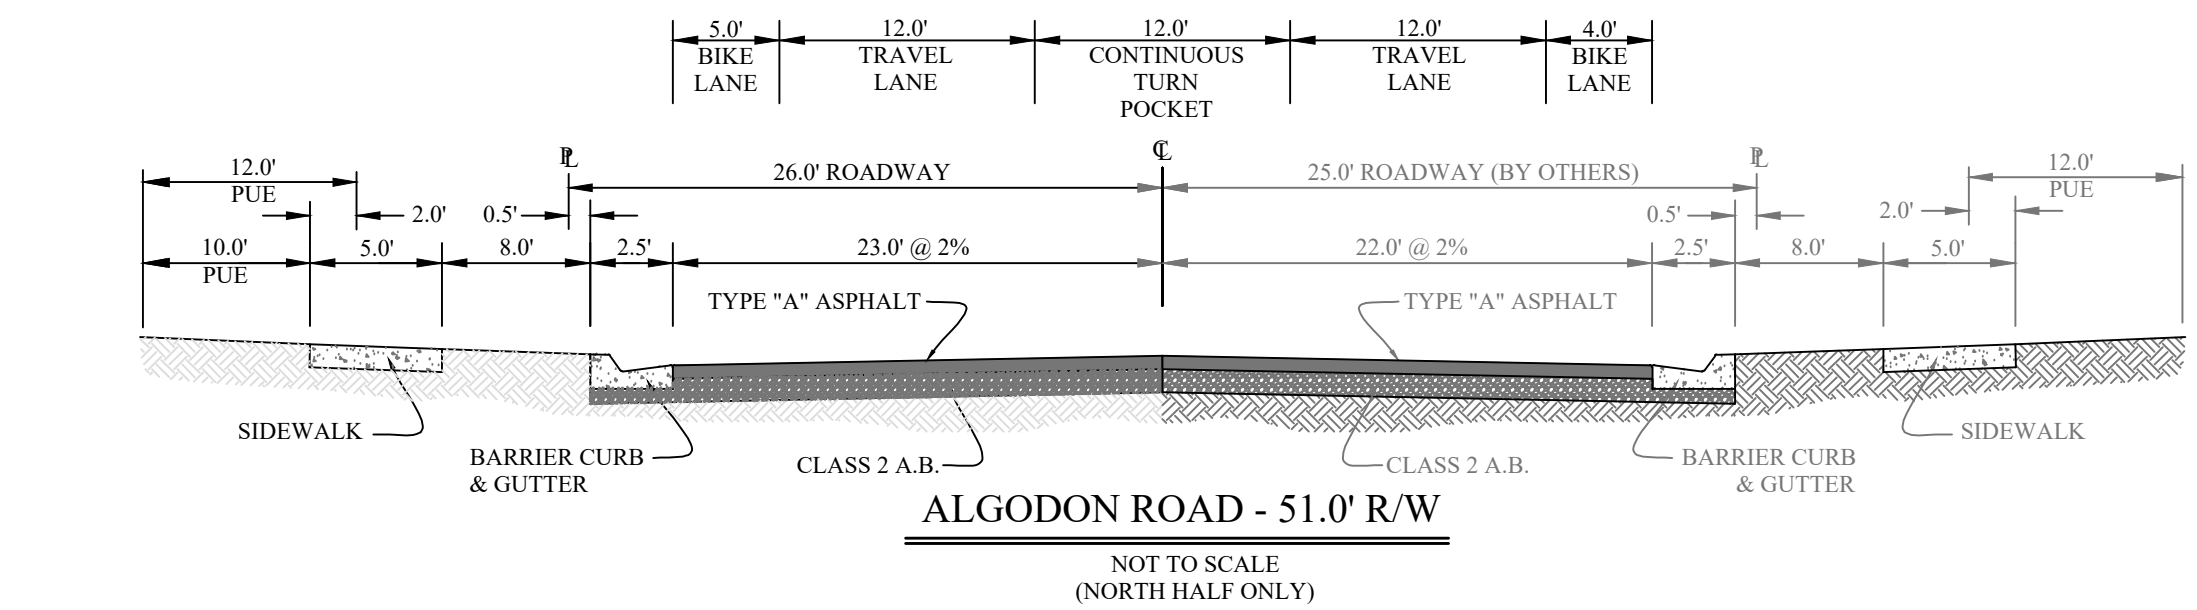 5.0' 12.0' 12.0' 12.0' 4.0'
BIKE TRAVEL CONTINUOUS TRAVEL BIKE
LANE LANE TURN LANE LANE
POCKET
12.0' PL 26.0' ROADWAY CL 25.0' ROADWAY (BY OTHERS) PL 12.0'
PUE PUE
2.0' 0.5' 0.5' 2.0'
10.0' 5.0' 8.0' 2.5' 23.0' @ 2% 22.0' @ 2% 2.5' 8.0' 5.0'
PUE
TYPE "A" ASPHALT TYPE "A" ASPHALT
SIDEWALK SIDEWALK
BARRIER CURB CLASS 2 A.B. CLASS 2 A.B. BARRIER CURB
& GUTTER & GUTTER
ALGODON ROAD - 51.0' R/W
NOT TO SCALE
(NORTH HALF ONLY)